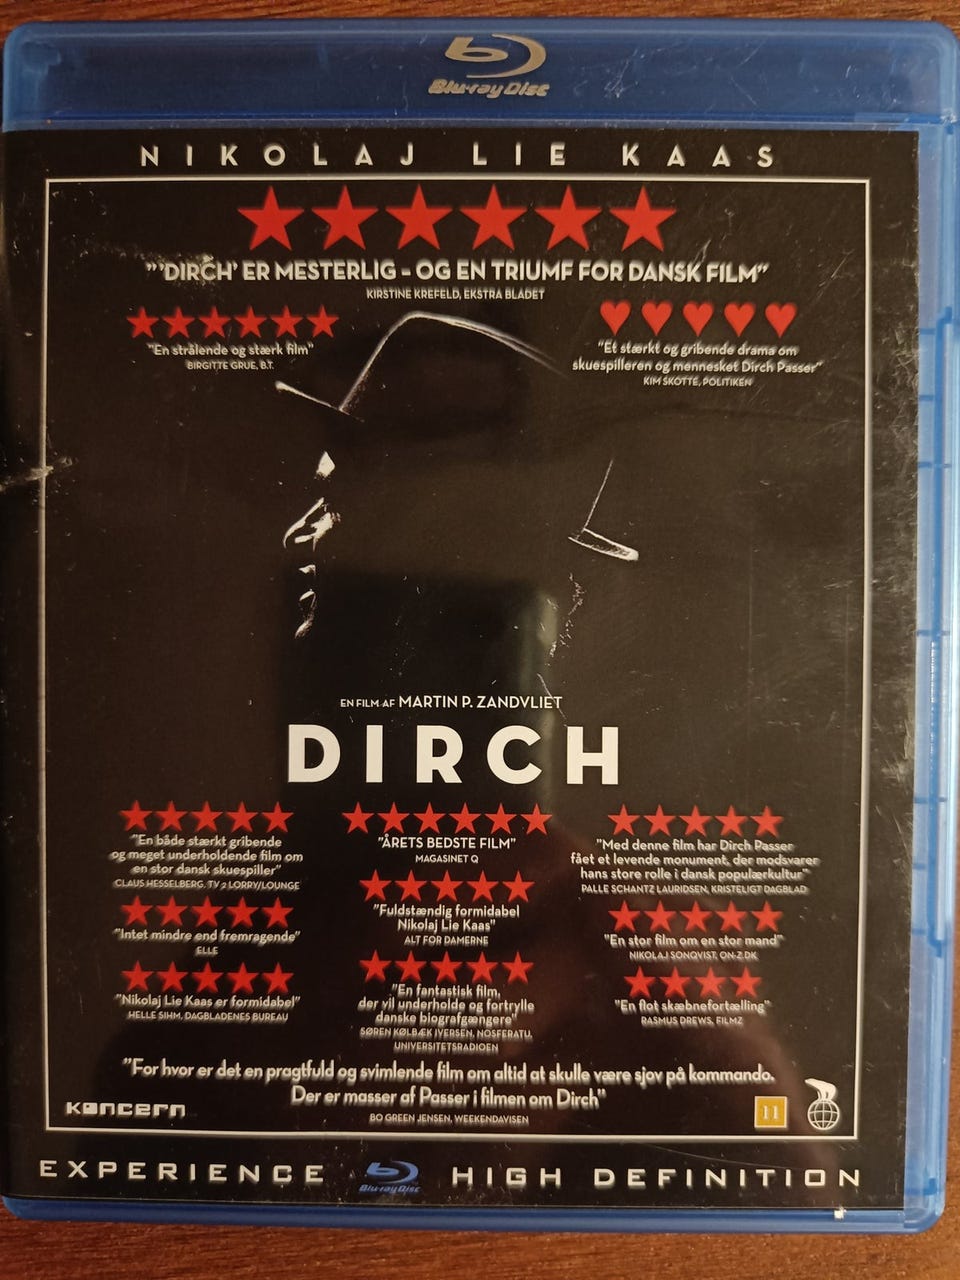 Blu-ray Disc
NIKOLAJ LIE KAAS
"'DIRCH' ER MESTERLIG - OG EN TRIUMF FOR DANSK FILM"
KIRSTINE KREFELD, EKSTRA BLADET
"En strålende og stærk film"
BIRGITTE GRUE, B.T.
"Et stærkt og gribende drama om
skuespilleren og mennesket Dirch Passer"
KIM SKOTTE, POLITIKEN
EN FILM AF MARTIN P. ZANDVLIET
DIRCH
"En både stærkt gribende
og meget underholdende film om
en stor dansk skuespiller"
CLAUS HESSELBERG, TV 2 LORRY/LOUNGE
"Intet mindre end fremragende"
ELLE
"Nikolaj Lie Kaas er formidabel"
HELLE SIHM, DAGBLADENES BUREAU
"ÅRETS BEDSTE FILM"
MAGASINET Q
"Fuldstændig formidabel
Nikolaj Lie Kaas"
ALT FOR DAMERNE
"En fantastisk film,
der vil underholde og fortrylle
danske biografgængere"
SØREN KØLBÆK IVERSEN, NOSFERATU,
UNIVERSITETSRADIOEN
"Med denne film har Dirch Passer
fået et levende monument, der modsvarer
hans store rolle i dansk populærkultur"
PALLE SCHANTZ LAURIDSEN, KRISTELIGT DAGBLAD
"En stor film om en stor mand"
NIKOLAJ SONQVIST, ON-Z.DK
"En flot skæbnefortælling"
RASMUS DREWS, FILMZ
"For hvor er det en pragtfuld og svimlende film om altid at skulle være sjov på kommando.
Der er masser af Passer i filmen om Dirch"
BO GREEN JENSEN, WEEKENDAVISEN
KONCERN
11
EXPERIENCE Blu-ray Disc HIGH DEFINITION